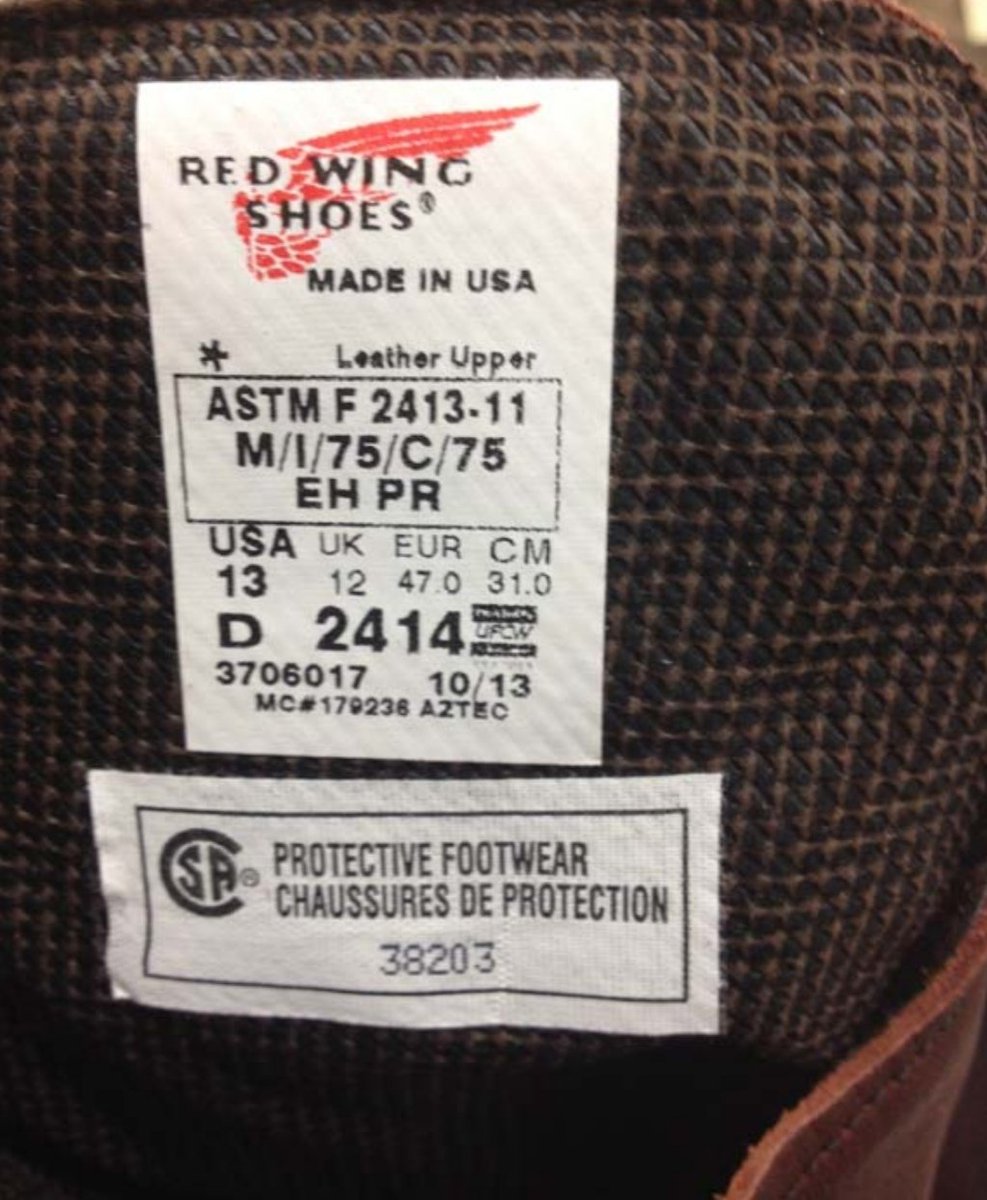 RED WING
SHOES®
MADE IN USA
* Leather Upper
ASTM F 2413-11
M/I/75/C/75
EH PR
USA UK EUR CM
13 12 47.0 31.0
D 2414 UFCW
3706017 10/13
MC#179236 AZTEC
CSA® PROTECTIVE FOOTWEAR
CHAUSSURES DE PROTECTION
38203